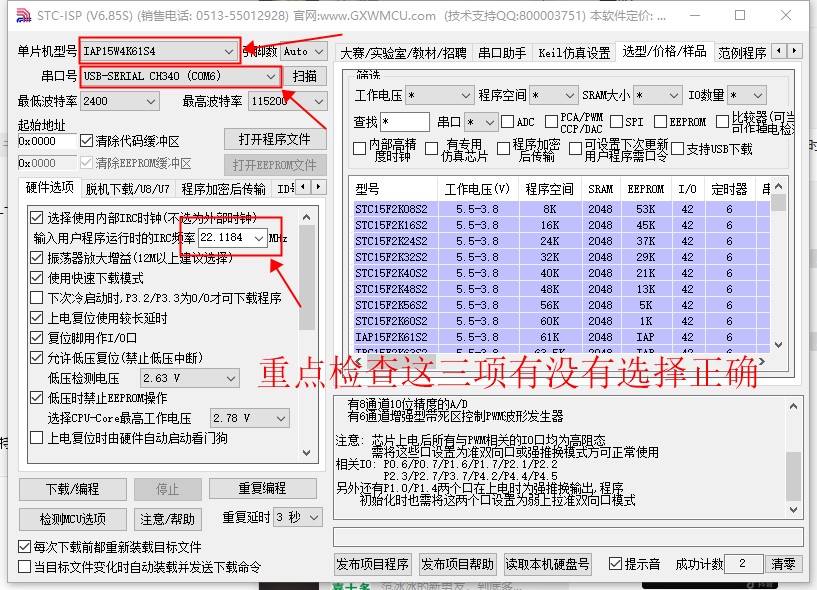 STC-ISP (V6.85S) (销售电话: 0513-55012928) 官网:www.GXWMCU.com (技术支持QQ:800003751) 本软件定价: ...
单片机型号 IAP15W4K61S4 引脚数 Auto
串口号 USB-SERIAL CH340 (COM6) 扫描
最低波特率 2400 最高波特率 115200
起始地址
0x0000 清除代码缓冲区 打开程序文件
0x0000 清除EEPROM缓冲区 打开EEPROM文件
硬件选项 脱机下载/U8/U7 程序加密后传输 ID号
选择使用内部IRC时钟(不选为外部时钟)
输入用户程序运行时的IRC频率 22.1184 MHz
振荡器放大增益(12M以上建议选择)
使用快速下载模式
下次冷启动时,P3.2/P3.3为0/0才可下载程序
上电复位使用较长延时
复位脚用作I/O口
允许低压复位(禁止低压中断)
低压检测电压 2.63 V
低压时禁止EEPROM操作
选择CPU-Core最高工作电压 2.78 V
上电复位时由硬件自动启动看门狗
下载/编程 停止 重复编程
检测MCU选项 注意/帮助 重复延时 3 秒
每次下载前都重新装载目标文件
当目标文件变化时自动装载并发送下载命令
大赛/实验室/教材/招聘 串口助手 Keil仿真设置 选型/价格/样品 范例程序
筛选
工作电压 * 程序空间 * SRAM大小 * IO数量 *
查找 * 串口 * ADC PCA/PWM CCP/DAC SPI EEPROM 比较器(可当可作掉电检测
内部高精度时钟 有专用仿真芯片 程序加密后传输 可设置下次更新用户程序需口令 支持USB下载
型号 工作电压(V) 程序空间 SRAM EEPROM I/O 定时器 串
STC15F2K08S2 5.5-3.8 8K 2048 53K 42 6
STC15F2K16S2 5.5-3.8 16K 2048 45K 42 6
STC15F2K24S2 5.5-3.8 24K 2048 37K 42 6
STC15F2K32S2 5.5-3.8 32K 2048 29K 42 6
STC15F2K40S2 5.5-3.8 40K 2048 21K 42 6
STC15F2K48S2 5.5-3.8 48K 2048 13K 42 6
STC15F2K56S2 5.5-3.8 56K 2048 5K 42 6
STC15F2K60S2 5.5-3.8 60K 2048 1K 42 6
IAP15F2K61S2 5.5-3.8 61K 2048 IAP 42 6
IRC15F2K63S2 5.5-3.8 63.5K 2048 IAP 42 6
重点检查这三项有没有选择正确
有8通道10位精度的A/D
有6通道增强型带死区控制PWM波形发生器
注意: 芯片上电后所有与PWM相关的IO口均为高阻态
需将这些口设置为准双向口或强推挽模式方可正常使用
相关IO: P0.6/P0.7/P1.6/P1.7/P2.1/P2.2
P2.3/P2.7/P3.7/P4.2/P4.4/P4.5
另外还有P1.0/P1.4两个口在上电时为强推挽输出,程序
初始化时也需将这两个口设置为弱上拉准双向口模式
发布项目程序 发布项目帮助 读取本机硬盘号 提示音 成功计数 2 清零